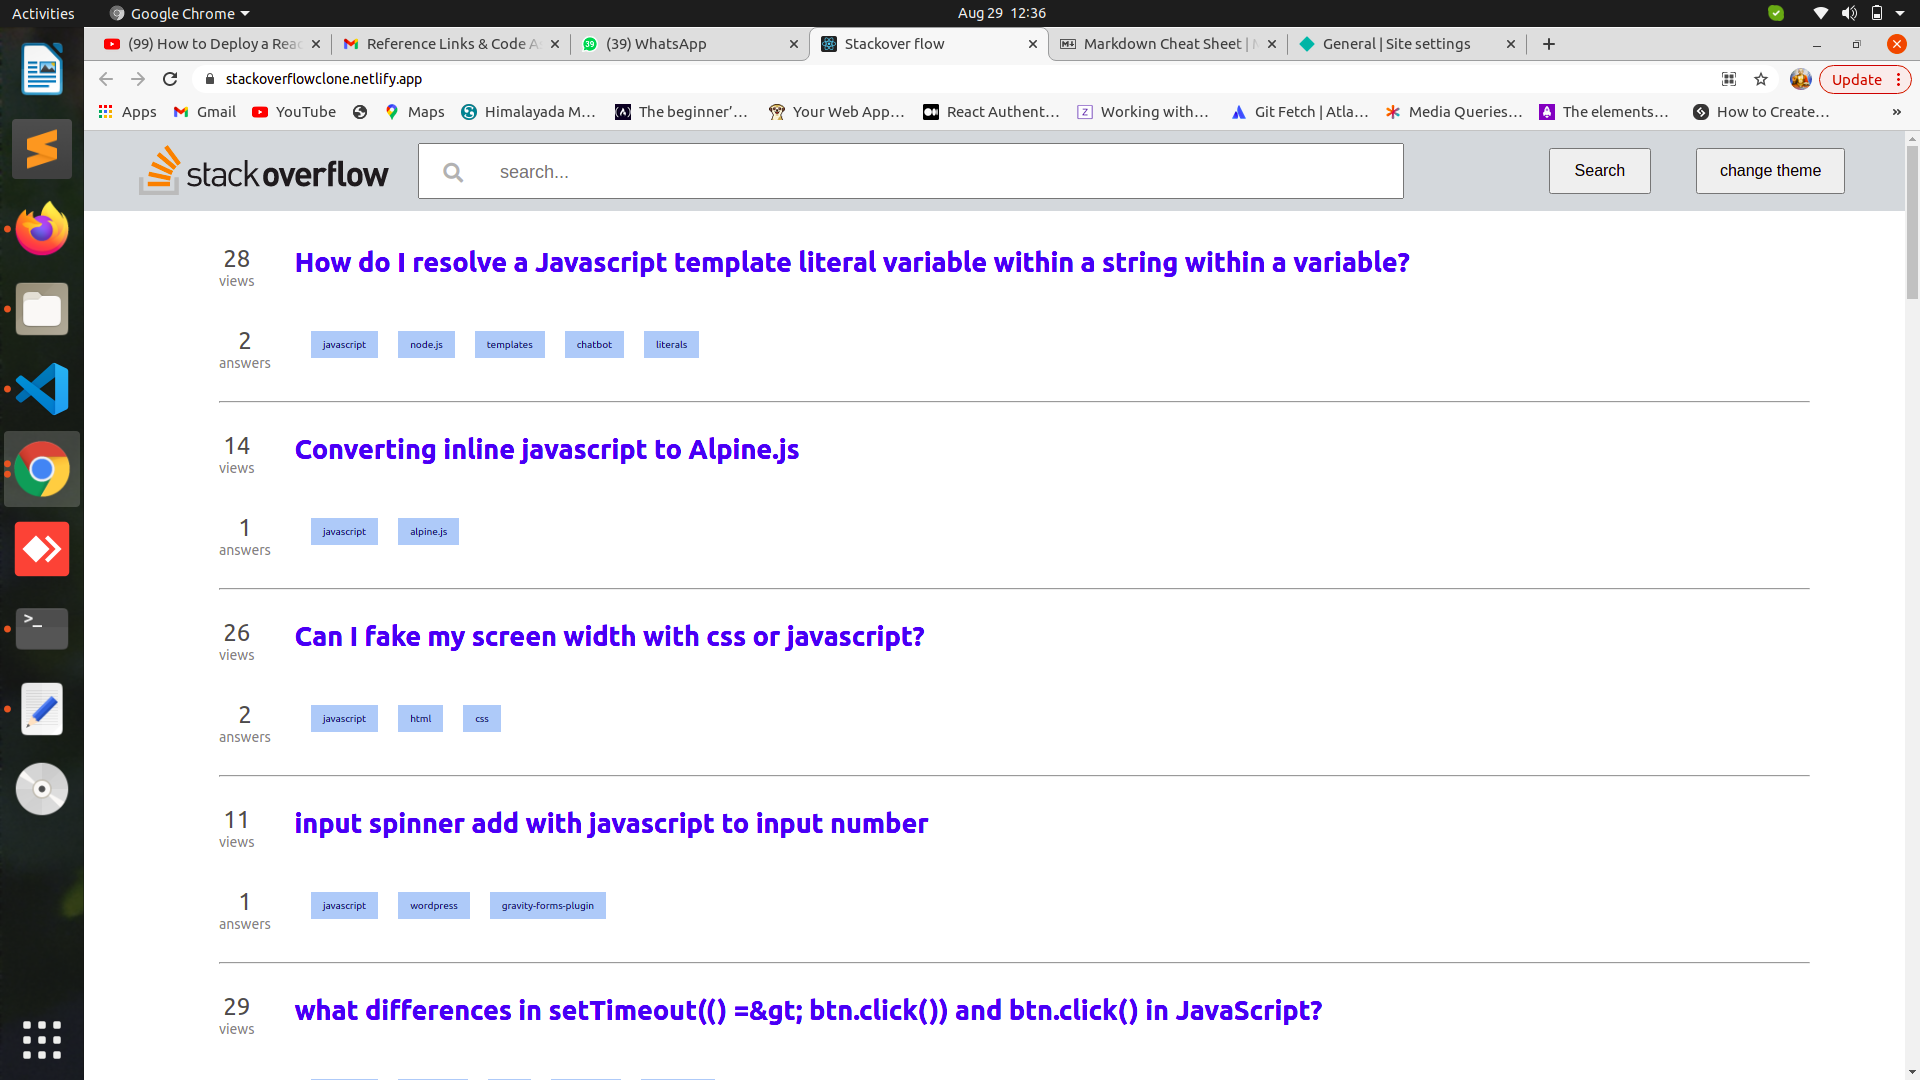 Activities Google Chrome Aug 29 12:36
(99) How to Deploy a Reac Reference Links & Code A (39) WhatsApp Stackover flow Markdown Cheat Sheet | General | Site settings
stackoverflowclone.netlify.app Update
Apps Gmail YouTube Maps Himalayada M... The beginner'... Your Web App... React Authent... Working with... Git Fetch | Atla... Media Queries... The elements... How to Create... »
stack overflow search... Search change theme
28 How do I resolve a Javascript template literal variable within a string within a variable?
views
2 javascript node.js templates chatbot literals
answers
14 Converting inline javascript to Alpine.js
views
1 javascript alpine.js
answers
26 Can I fake my screen width with css or javascript?
views
2 javascript html css
answers
11 input spinner add with javascript to input number
views
1 javascript wordpress gravity-forms-plugin
answers
29 what differences in setTimeout(() =&gt; btn.click()) and btn.click() in JavaScript?
views